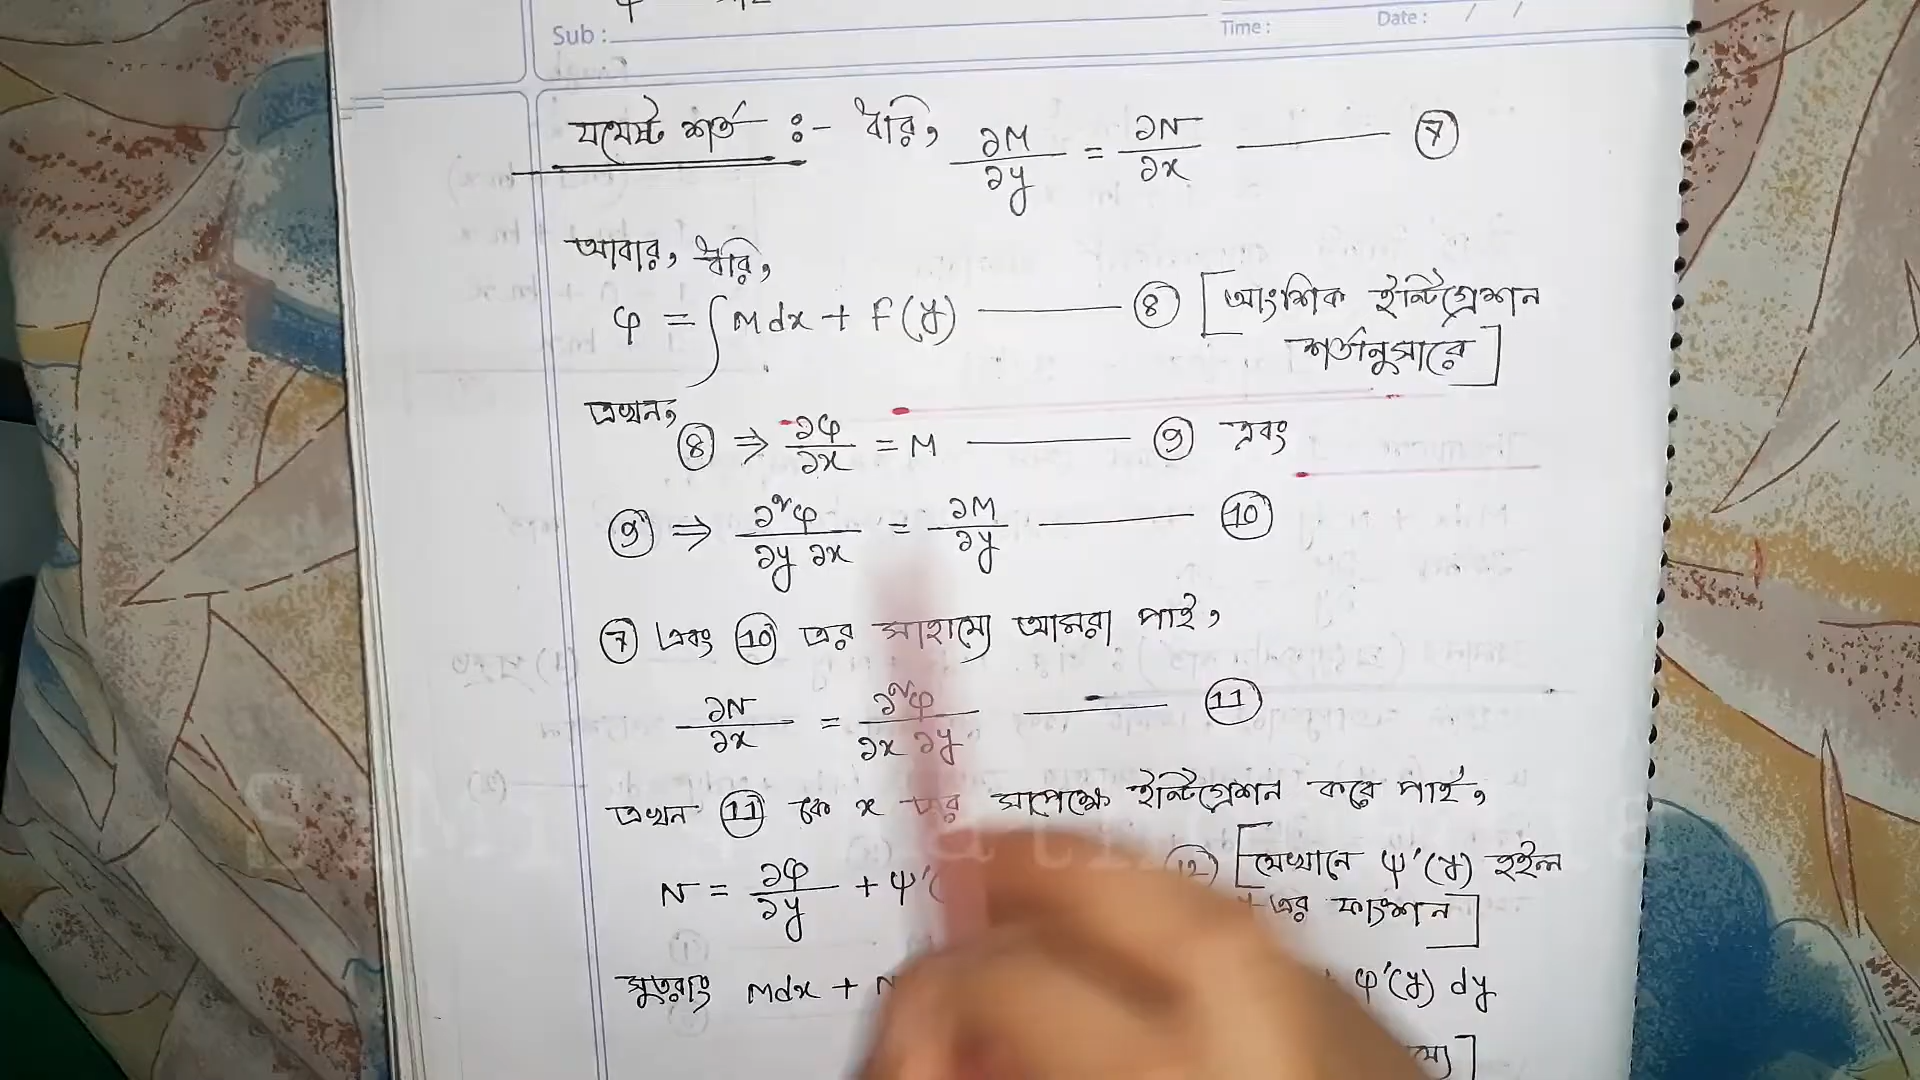 Sub :
Time :
Date : / /
যথেষ্ট শর্ত :- ধরি, ∂M/∂y = ∂N/∂x ——— ⑦
আবার, ধরি,
φ = ∫ Mdx + F(y) ——— ⑧ [আংশিক ইন্টিগ্রেশন
শর্তানুসারে]
এখন,
⑧ ⇒ ∂φ/∂x = M ——— ⑨ এবং
⑨ ⇒ ∂²φ/∂y ∂x = ∂M/∂y ——— ⑩
⑦ এবং ⑩ এর সাহায্যে আমরা পাই,
∂N/∂x = ∂²φ/∂x ∂y ——— ⑪
এখন ⑪ কে x এর সাপেক্ষে ইন্টিগ্রেশন করে পাই,
N = ∂φ/∂y + ψ'( ⑫ [যেখানে ψ'(y) হইল
y এর ফাংশন]
সুতরাং Mdx + N φ'(y) dy